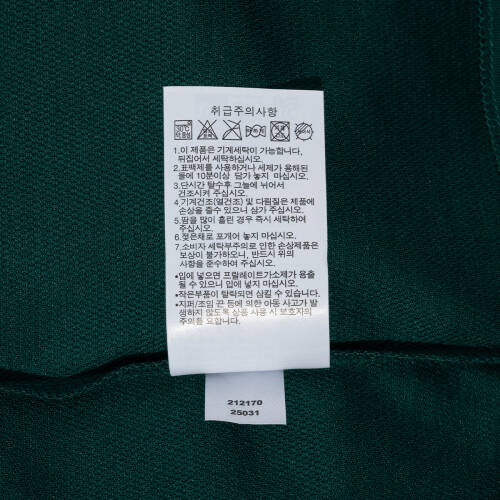 취급주의사항
30℃
약 중성
1.이 제품은 기계세탁이 가능합니다.
뒤집어서 세탁하십시오.
2.표백제를 사용하거나 세제가 용해된
물에 10분이상 담가 놓지 마십시오.
3.단시간 탈수후 그늘에 뉘어서
건조시켜 주십시오.
4.기계건조(열건조) 및 다림질은 제품에
손상을 줄수 있으니 삼가 주십시오.
5.땀을 많이 흘린 경우 즉시 세탁하여
주십시오.
6.젖은채로 포개어 놓지 마십시오.
7.소비자 세탁부주의로 인한 손상제품은
보상이 불가하오니, 반드시 위의
사항을 준수하여 주십시오.
•입에 넣으면 프탈레이트가소제가 용출
될 수 있으니 입에 넣지 마십시오.
•작은부품이 탈락되면 삼킬 수 있습니다.
•지퍼/조임 끈 등에 의한 아동 사고가 발
생하지 않도록 상품 사용 시 보호자의
주의를 요합니다.
212170
25031